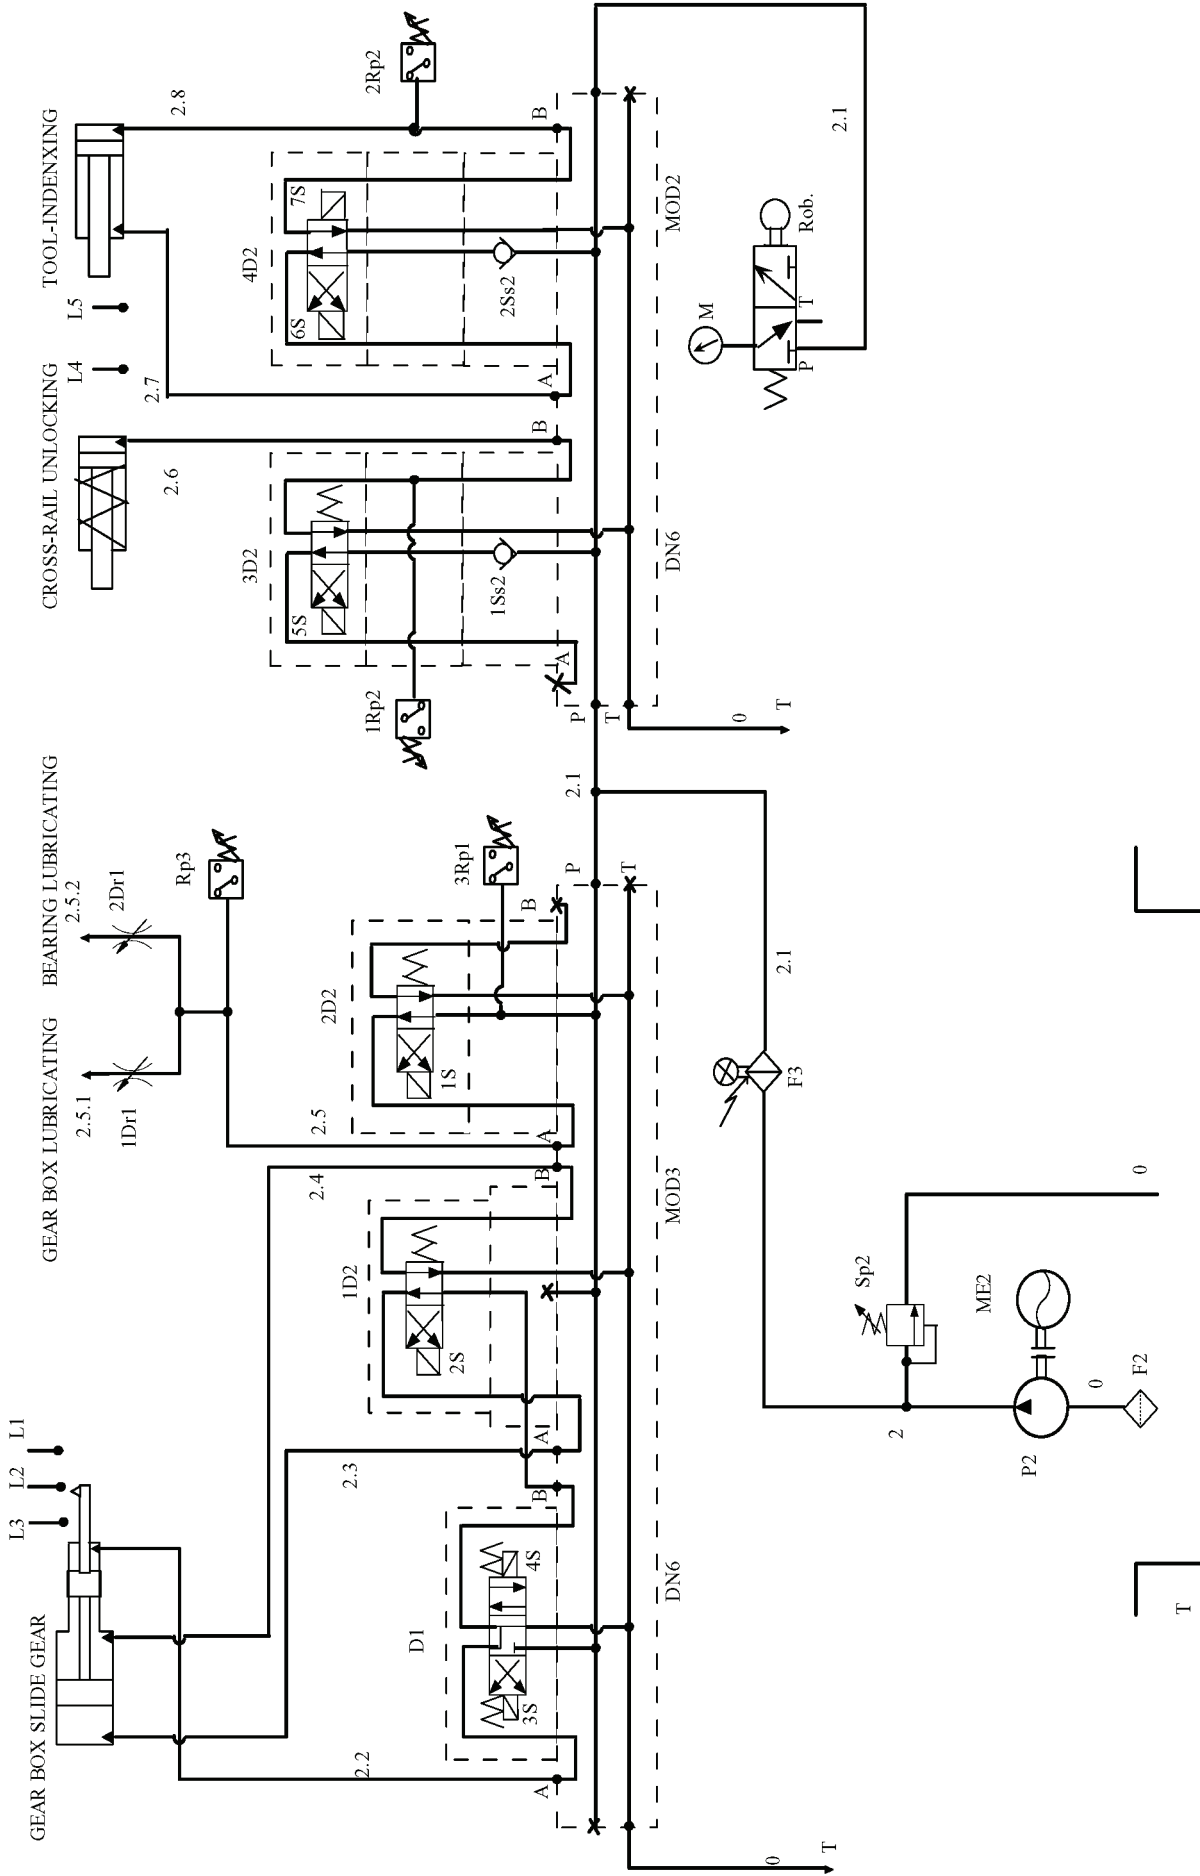 GEAR BOX SLIDE GEAR
L3
L2
L1
GEAR BOX LUBRICATING
BEARING LUBRICATING
CROSS-RAIL UNLOCKING
L4
L5
TOOL-INDENXING
2.5.1
2.5.2
1Dr1
2Dr1
Rp3
2.7
2.6
2.8
2Rp2
2.2
2.3
2.4
2.5
1D2
2D2
3D2
4D2
1Rp2
5S
6S
7S
D1
3S
4S
2S
1S
3Rp1
1Ss2
2Ss2
A
B
A
B
A
B
A
B
A
B
P
T
2.1
P
T
DN6
MOD3
DN6
MOD2
0
T
0
T
M
P
T
Rob.
2.1
2.1
F3
2
Sp2
0
P2
ME2
0
F2
T